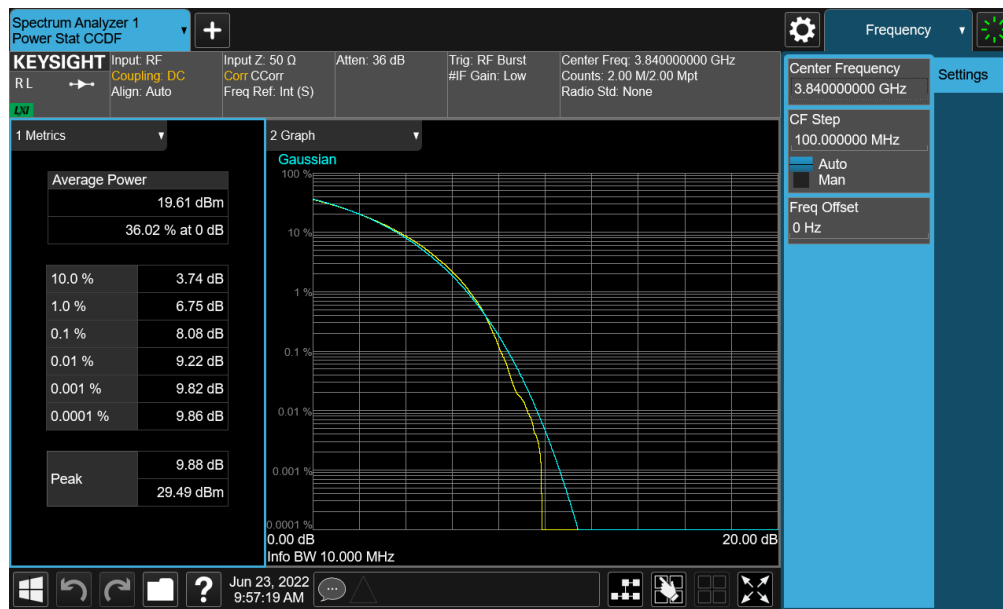 Spectrum Analyzer 1
Power Stat CCDF
Frequency
KEYSIGHT
R L
LXI
Input: RF
Coupling: DC
Align: Auto
Input Z: 50 Ω
Corr CCorr
Freq Ref: Int (S)
Atten: 36 dB
Trig: RF Burst
#IF Gain: Low
Center Freq: 3.840000000 GHz
Counts: 2.00 M/2.00 Mpt
Radio Std: None
Center Frequency
3.840000000 GHz
Settings
CF Step
100.000000 MHz
Auto
Man
Freq Offset
0 Hz
1 Metrics
Average Power
19.61 dBm
36.02 % at 0 dB
10.0 % 3.74 dB
1.0 % 6.75 dB
0.1 % 8.08 dB
0.01 % 9.22 dB
0.001 % 9.82 dB
0.0001 % 9.86 dB
Peak
9.88 dB
29.49 dBm
2 Graph
Gaussian
100 %
10 %
1 %
0.1 %
0.01 %
0.001 %
0.0001 %
0.00 dB 20.00 dB
Info BW 10.000 MHz
?
Jun 23, 2022
9:57:19 AM